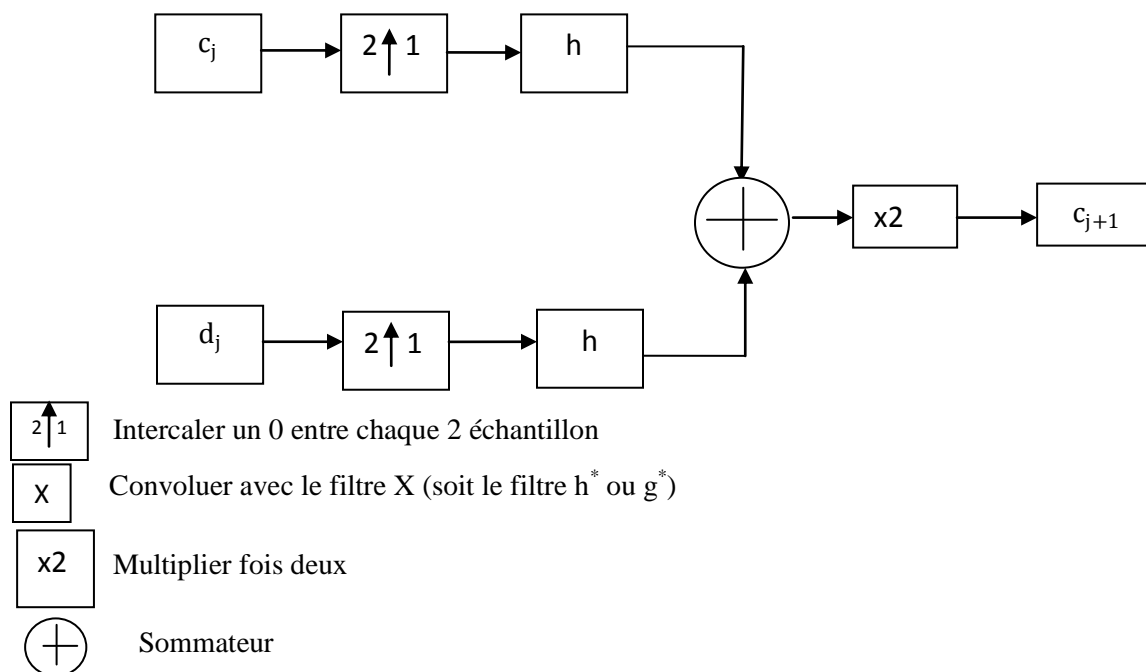 c_j 2 1 h
x2 c_{j+1}
d_j 2 1 h
2 1 Intercaler un 0 entre chaque 2 échantillon
X Convoluer avec le filtre X (soit le filtre h^* ou g^*)
x2 Multiplier fois deux
Sommateur